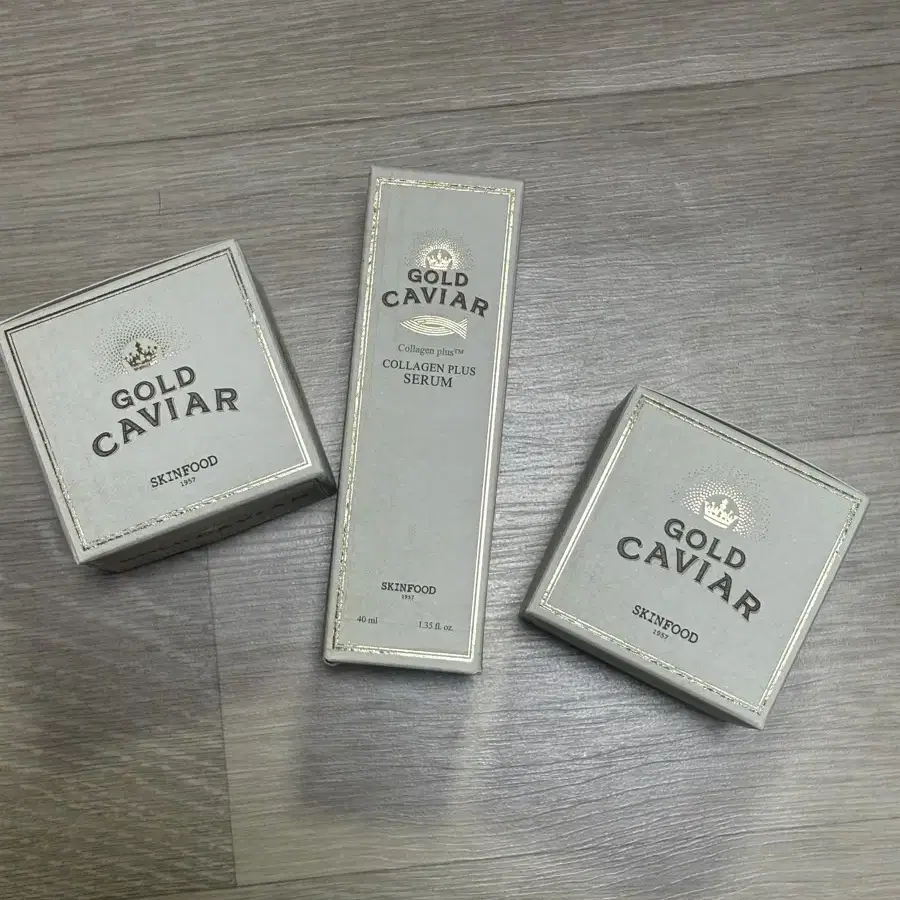 GOLD
CAVIAR
SKINFOOD
1957
GOLD
CAVIAR
Collagen plus™
COLLAGEN PLUS
SERUM
SKINFOOD
1957
40 ml 1.35 fl. oz.
GOLD
CAVIAR
SKINFOOD
1957